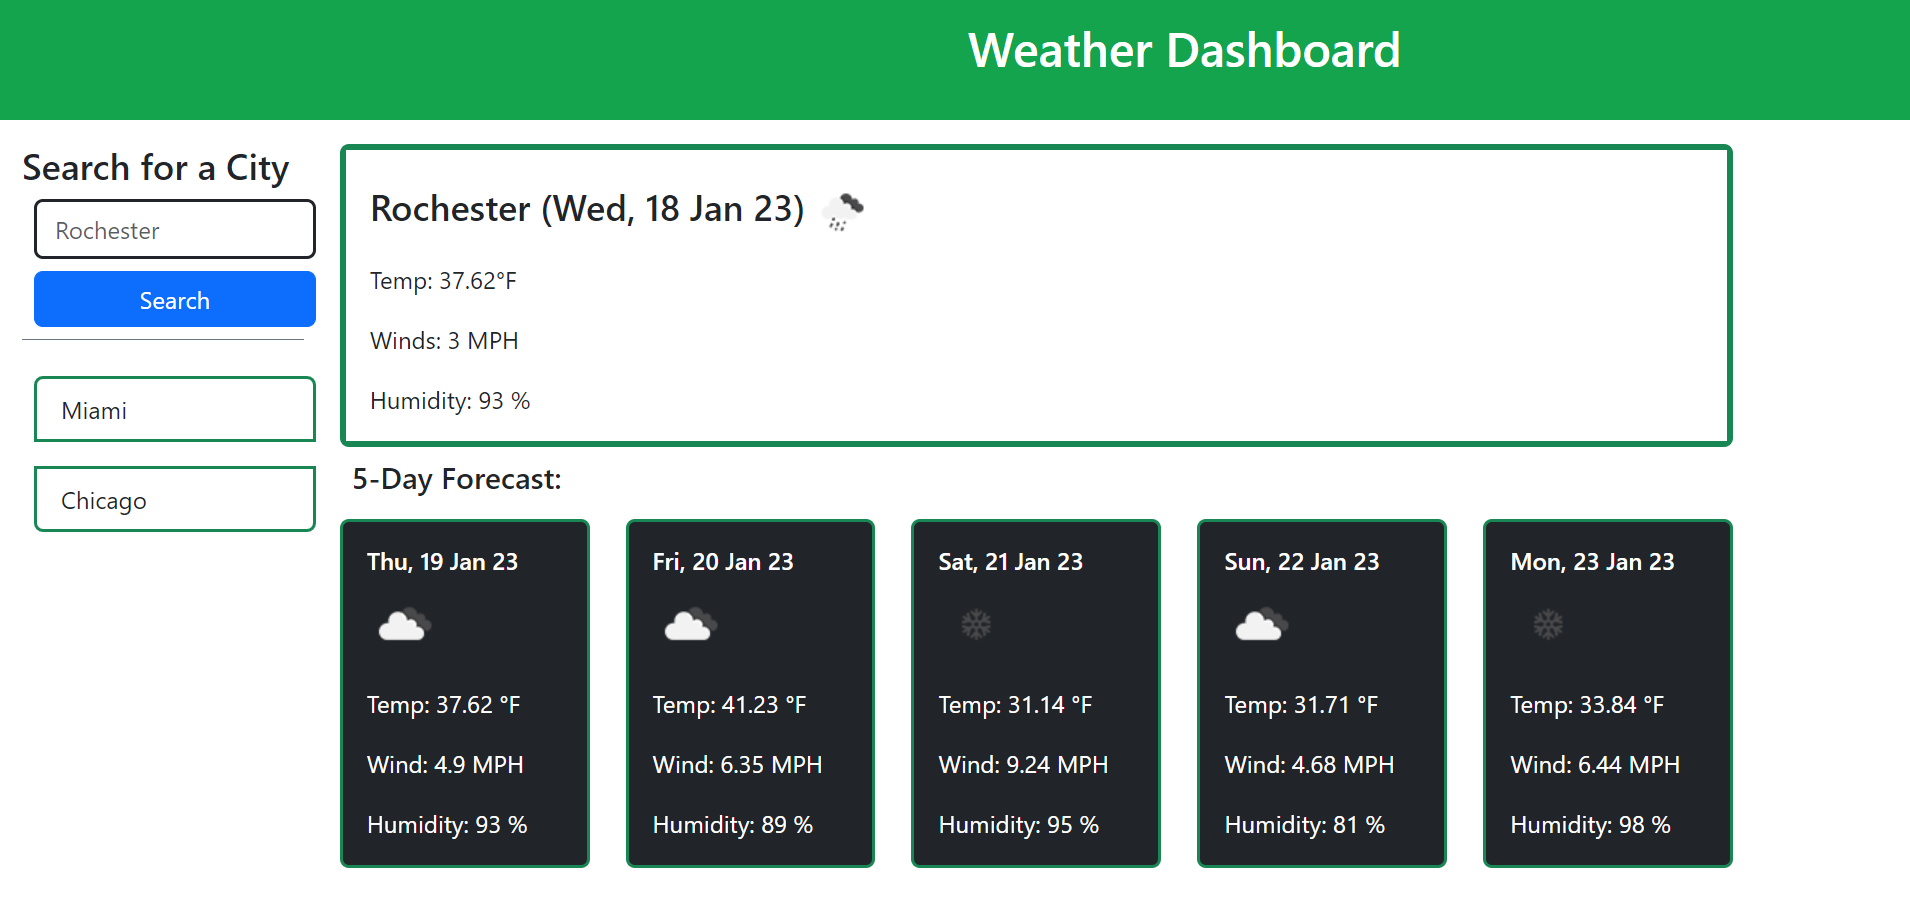 Weather Dashboard
Search for a City
Rochester
Search
Miami
Chicago
Rochester (Wed, 18 Jan 23)
Temp: 37.62°F
Winds: 3 MPH
Humidity: 93 %
5-Day Forecast:
Thu, 19 Jan 23
Temp: 37.62 °F
Wind: 4.9 MPH
Humidity: 93 %
Fri, 20 Jan 23
Temp: 41.23 °F
Wind: 6.35 MPH
Humidity: 89 %
Sat, 21 Jan 23
Temp: 31.14 °F
Wind: 9.24 MPH
Humidity: 95 %
Sun, 22 Jan 23
Temp: 31.71 °F
Wind: 4.68 MPH
Humidity: 81 %
Mon, 23 Jan 23
Temp: 33.84 °F
Wind: 6.44 MPH
Humidity: 98 %